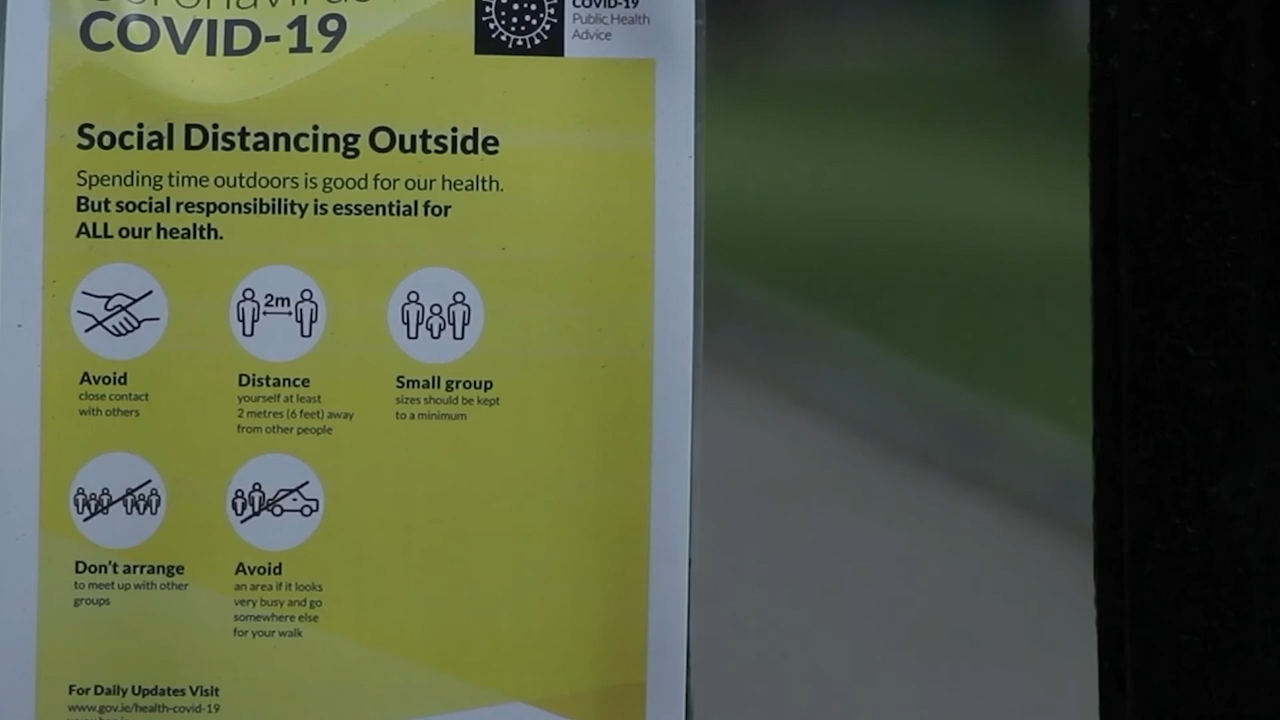 Coronavirus
COVID-19
COVID-19
Public Health
Advice
Social Distancing Outside
Spending time outdoors is good for our health.
But social responsibility is essential for
ALL our health.
2m
Avoid
close contact
with others
Distance
yourself at least
2 metres (6 feet) away
from other people
Small group
sizes should be kept
to a minimum
Don't arrange
to meet up with other
groups
Avoid
an area if it looks
very busy and go
somewhere else
for your walk
For Daily Updates Visit
www.gov.ie/health-covid-19